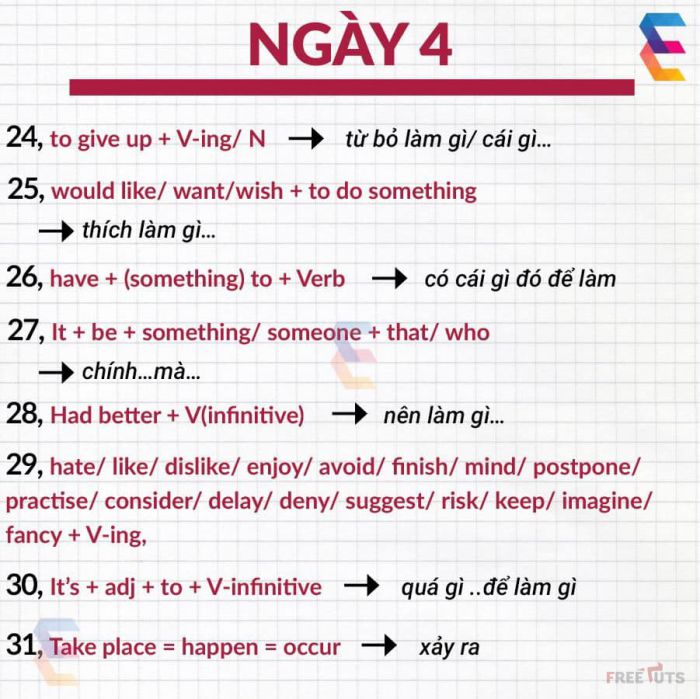 NGÀY 4
24, to give up + V-ing/ N → từ bỏ làm gì/ cái gì...
25, would like/ want/wish + to do something
→ thích làm gì...
26, have + (something) to + Verb → có cái gì đó để làm
27, It + be + something/ someone + that/ who
→ chính...mà...
28, Had better + V(infinitive) → nên làm gì...
29, hate/ like/ dislike/ enjoy/ avoid/ finish/ mind/ postpone/
practise/ consider/ delay/ deny/ suggest/ risk/ keep/ imagine/
fancy + V-ing,
30, It's + adj + to + V-infinitive → quá gì ..để làm gì
31, Take place = happen = occur → xảy ra
FREETUTS